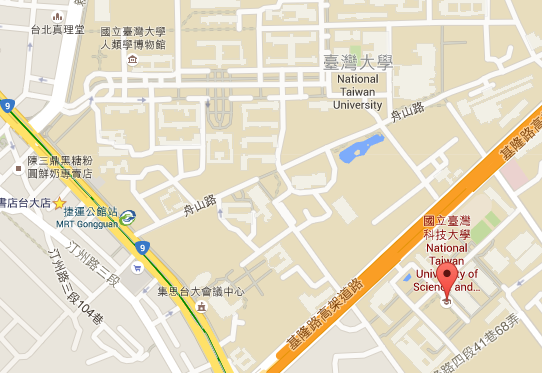 台北真理堂
國立臺灣大學
人類學博物館
臺灣大學
National
Taiwan
University
舟山路
基隆路高
9
陳三鼎黑糖粉
圓鮮奶專賣店
書店台大店
捷運公館站
MRT Gongguan
舟山路
9
國立臺灣
科技大學
National
Taiwan
University of
Science and...
汀州路三段
汀州路三段104巷
集思台大會議中心
基隆路高架道路
路四段41巷68弄